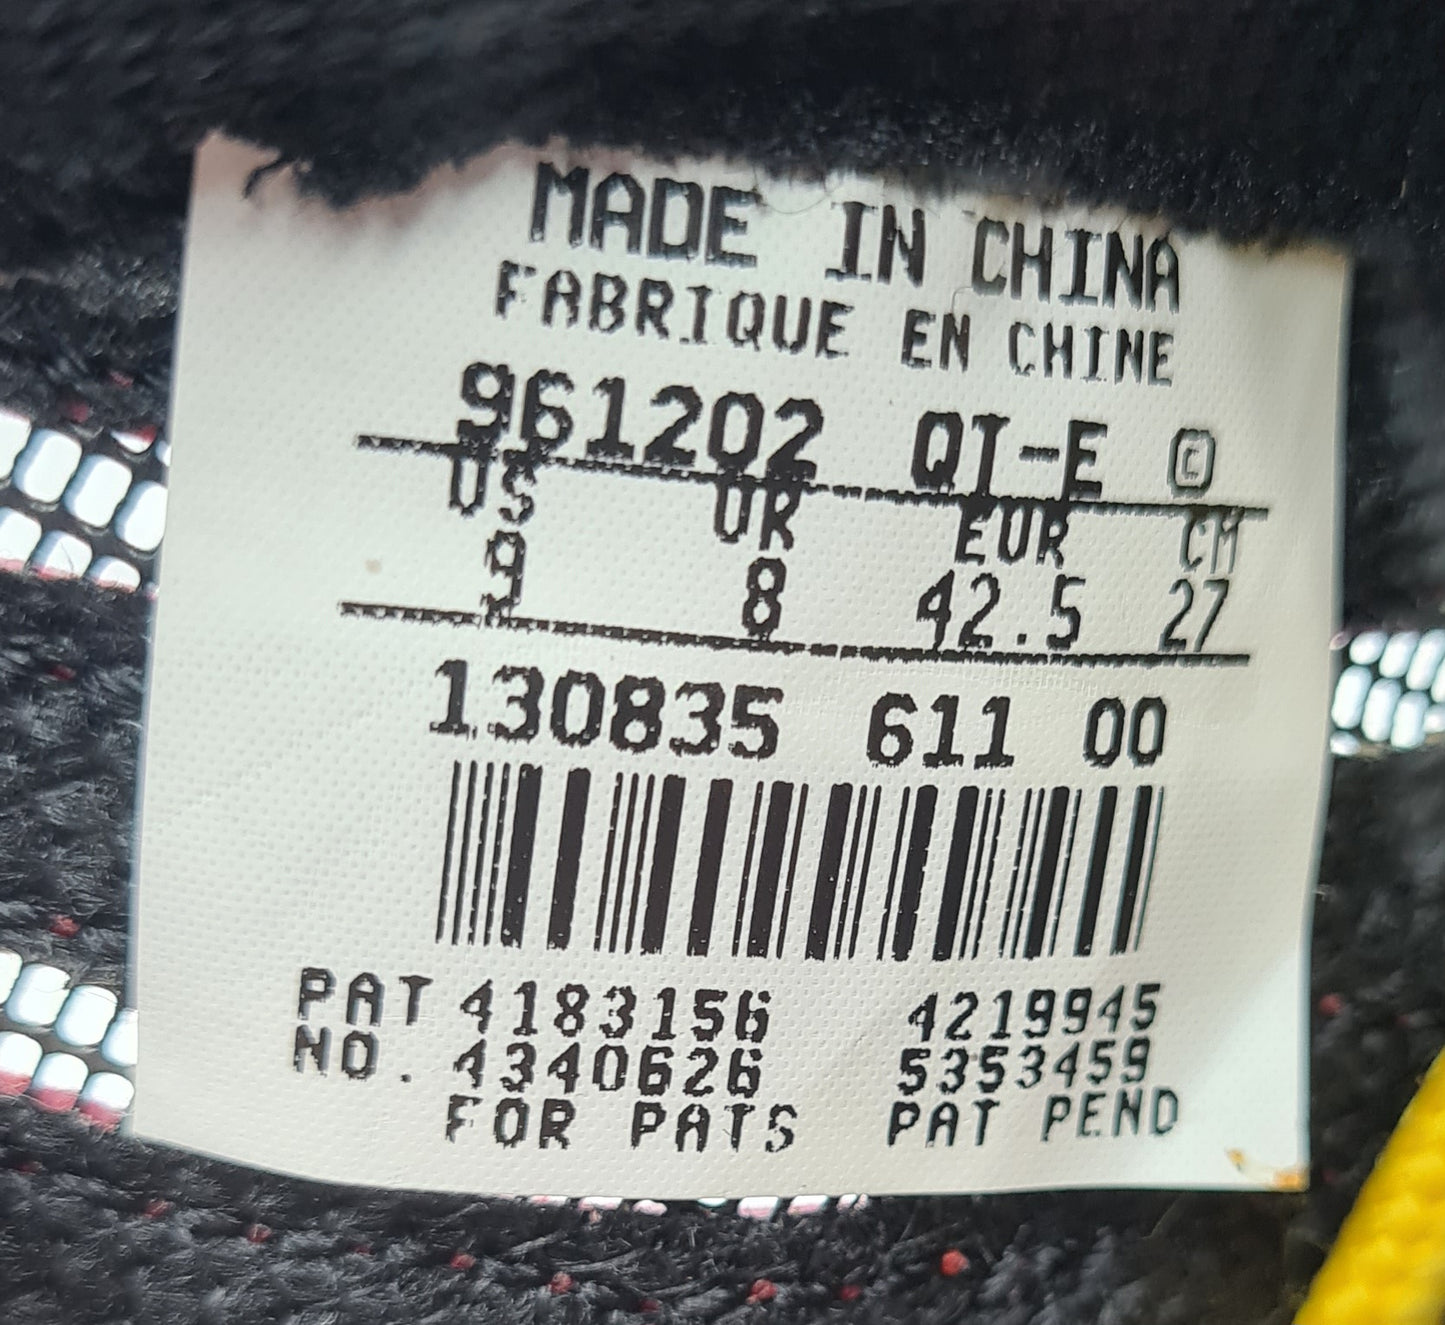 MADE IN CHINA
FABRIQUE EN CHINE
961202 QT-E ©
US UK EUR CM
9 8 42.5 27
130835 611 00
PAT 4183156 4219945
NO. 4340626 5353459
FOR PATS PAT PEND